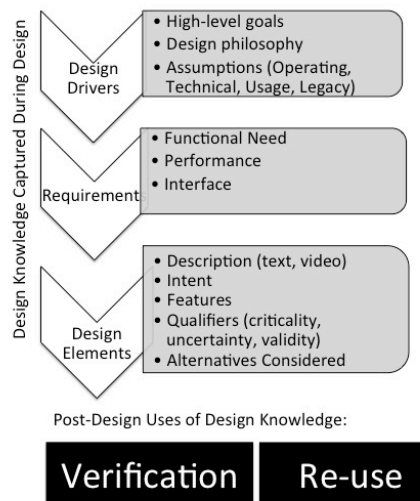 Design Knowledge Captured During Design
Design
Drivers
• High-level goals
• Design philosophy
• Assumptions (Operating,
Technical, Usage, Legacy)
Requirements
• Functional Need
• Performance
• Interface
Design
Elements
• Description (text, video)
• Intent
• Features
• Qualifiers (criticality,
uncertainty, validity)
• Alternatives Considered
Post-Design Uses of Design Knowledge:
Verification
Re-use